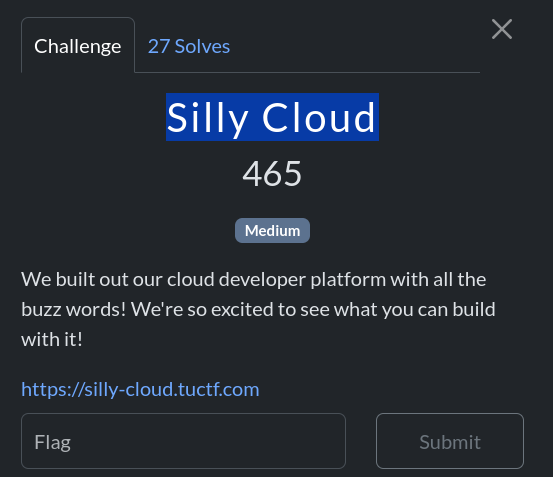 Challenge
27 Solves
Silly Cloud
465
Medium
We built out our cloud developer platform with all the
buzz words! We're so excited to see what you can build
with it!
https://silly-cloud.tuctf.com
Flag
Submit